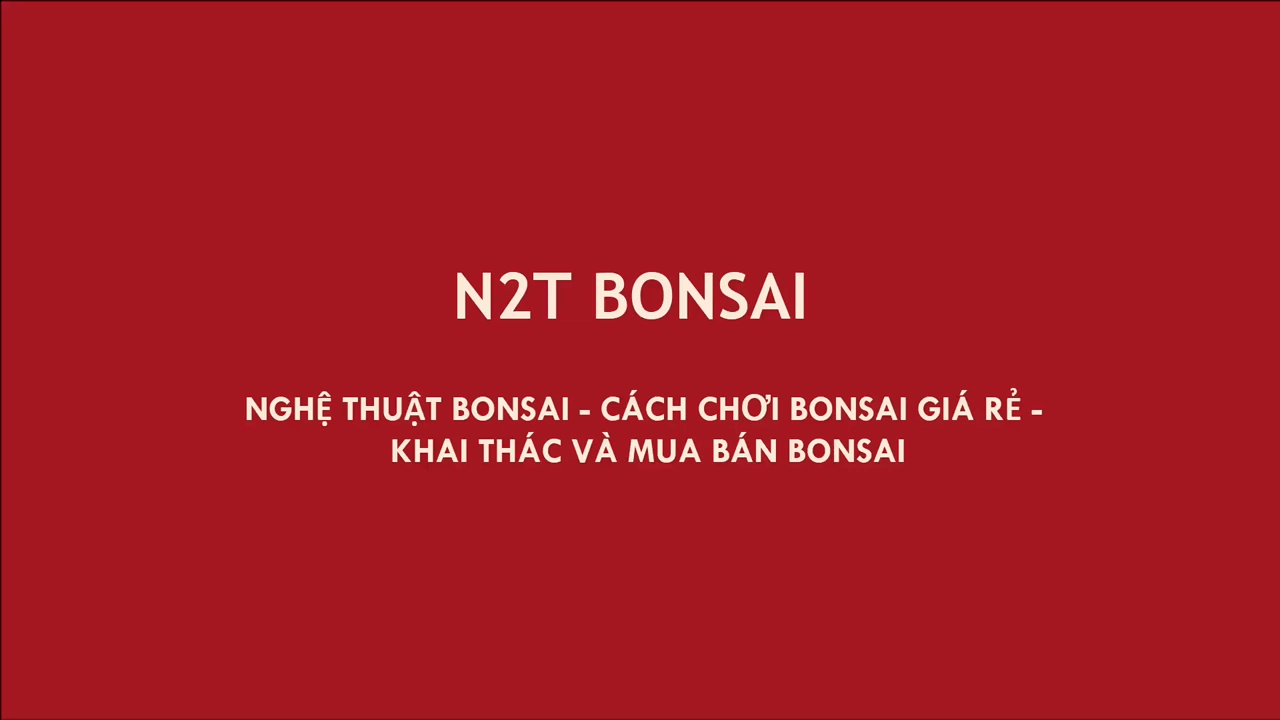 N2T BONSAI
NGHỆ THUẬT BONSAI - CÁCH CHƠI BONSAI GIÁ RẺ -
KHAI THÁC VÀ MUA BÁN BONSAI